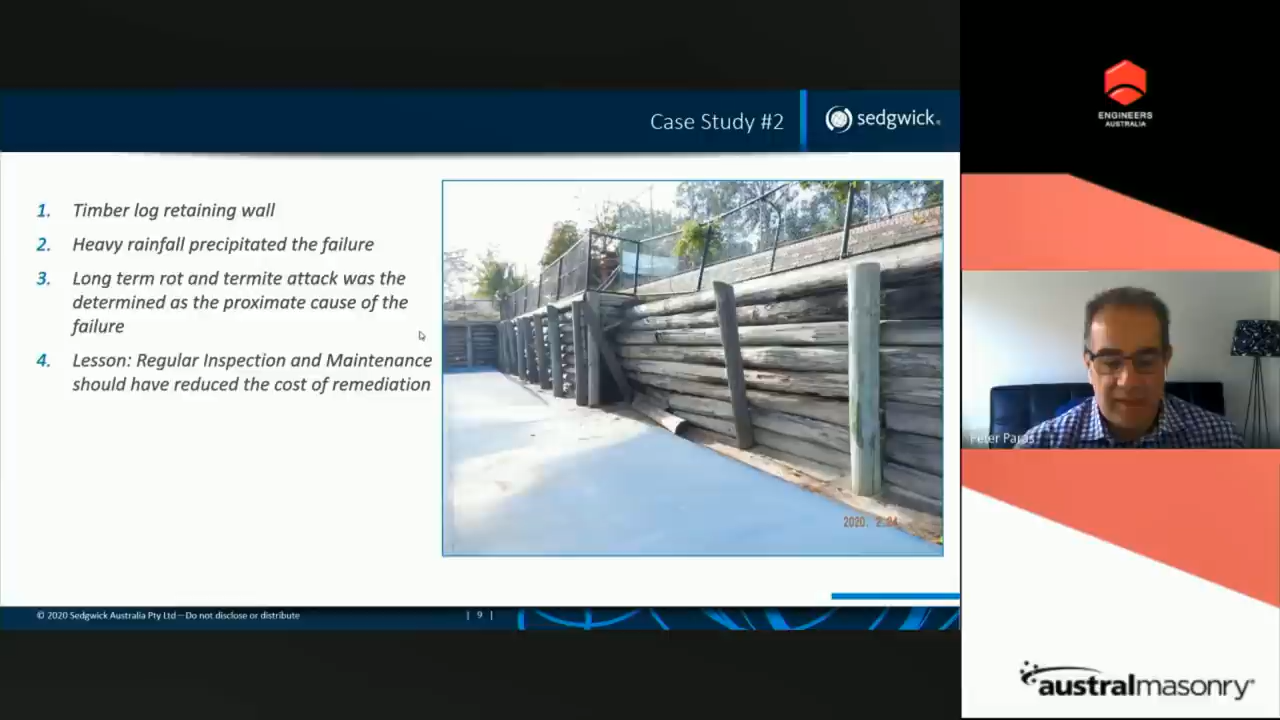 Case Study #2
sedgwick
1. Timber log retaining wall
2. Heavy rainfall precipitated the failure
3. Long term rot and termite attack was the
determined as the proximate cause of the
failure
4. Lesson: Regular Inspection and Maintenance
should have reduced the cost of remediation
2020. 2.24
© 2020 Sedgwick Australia Pty Ltd – Do not disclose or distribute
| 9 |
ENGINEERS
AUSTRALIA
Peter Paras
australmasonry